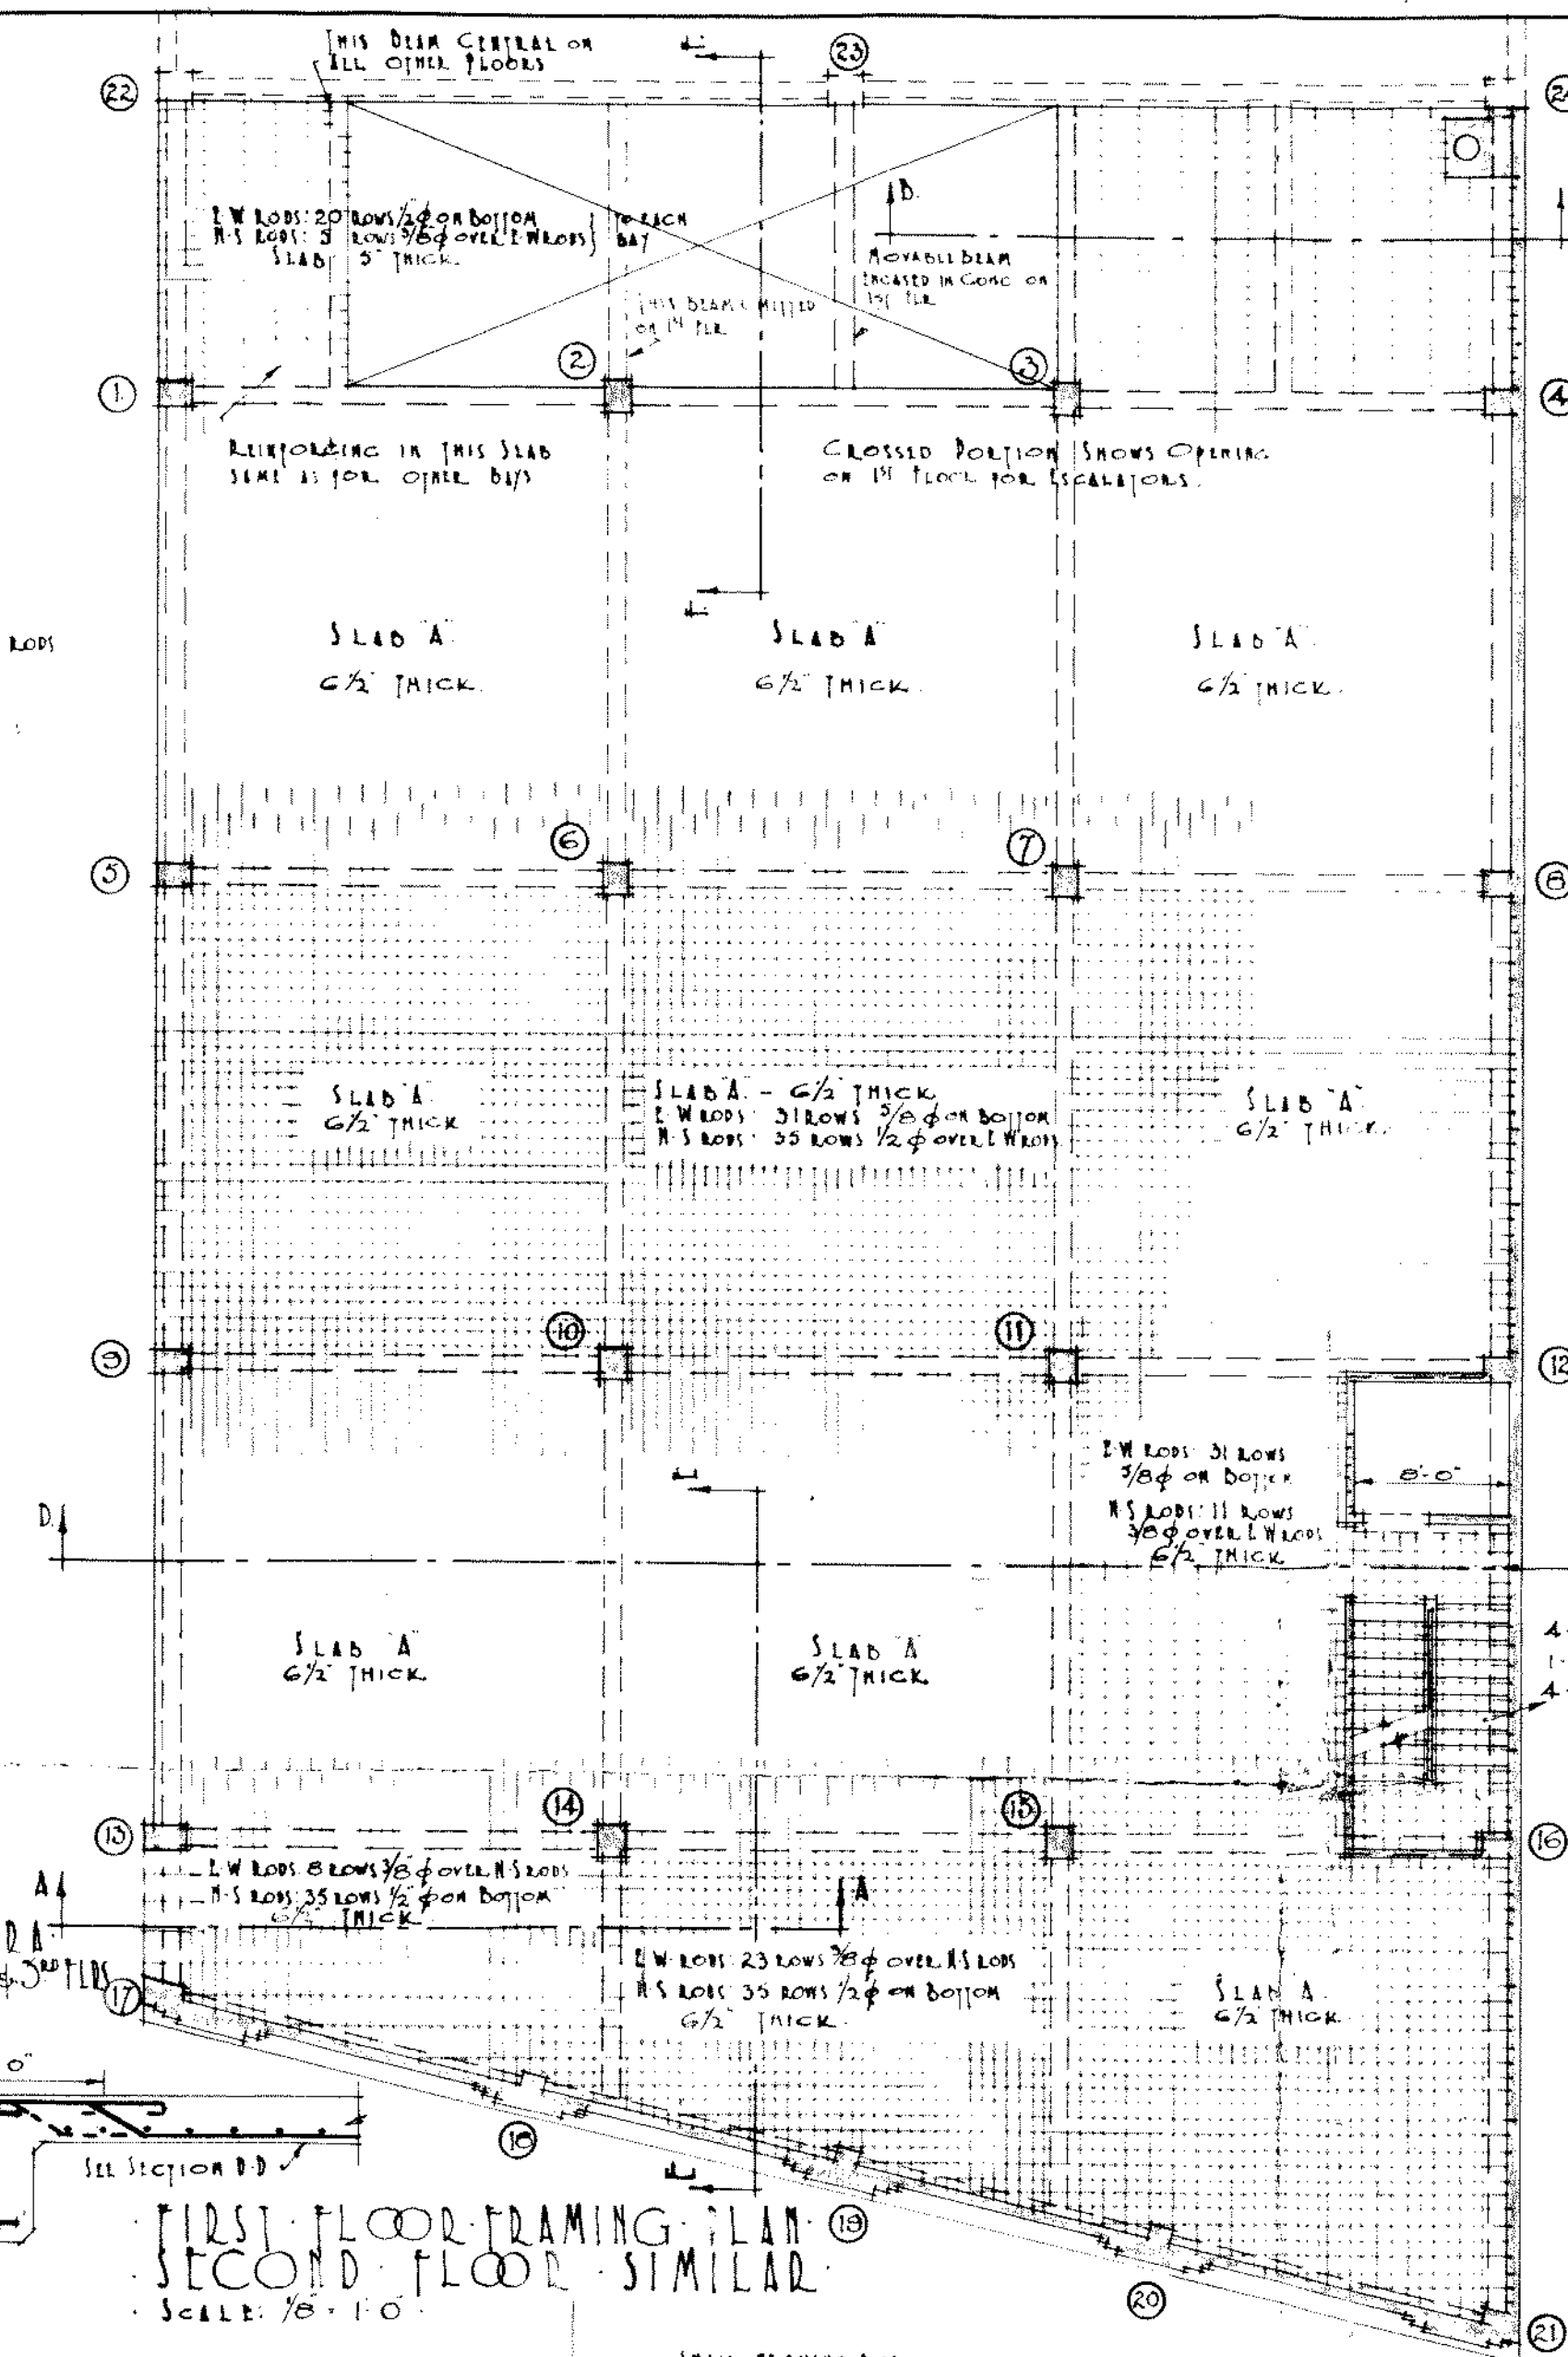 THIS BEAM CENTRAL ON
ALL OTHER FLOORS
23
22
E-W RODS: 20 ROWS 1/2 φ ON BOTTOM
N-S RODS: 5 ROWS 3/8 φ OVER E-W RODS
TO EACH
BAY
SLAB 5" THICK.
D.
MOVABLE BEAM
ENCASED IN CONC ON
1ST FLR
THIS BEAM OMITTED
ON 1ST FLR
1
2
3
4
REINFORCING IN THIS SLAB
SAME AS FOR OTHER BAYS
CROSSED PORTION SHOWS OPENING
ON 1ST FLOOR FOR ESCALATORS.
RODS
SLAB "A"
6 1/2" THICK.
SLAB "A"
6 1/2" THICK.
SLAB "A"
6 1/2" THICK.
5
6
7
8
SLAB "A"
6 1/2" THICK
SLAB "A" - 6 1/2" THICK
E-W RODS: 31 ROWS 3/8 φ ON BOTTOM
N-S RODS: 35 ROWS 1/2 φ OVER E-W RODS
SLAB "A"
6 1/2" THICK.
9
10
11
12
E-W RODS 31 ROWS
3/8 φ ON BOTTOM
N-S RODS: 11 ROWS
3/8 φ OVER E-W RODS
6 1/2" THICK
8'-0"
D.
SLAB "A"
6 1/2" THICK
SLAB "A"
6 1/2" THICK
13
14
15
16
E-W RODS 8 ROWS 3/8 φ OVER N-S RODS
N-S RODS: 35 ROWS 1/2 φ ON BOTTOM
6 1/2" THICK
A
A
& 3RD FLRS
17
E-W RODS: 23 ROWS 3/8 φ OVER N-S RODS
N-S RODS 35 ROWS 1/2 φ ON BOTTOM
6 1/2" THICK.
SLAB A.
6 1/2" THICK
0"
SEE SECTION D-D
18
19
20
21
FIRST · FLOOR · FRAMING · PLAN ·
· SECOND · FLOOR · SIMILAR ·
· SCALE: 1/8" = 1'-0" ·